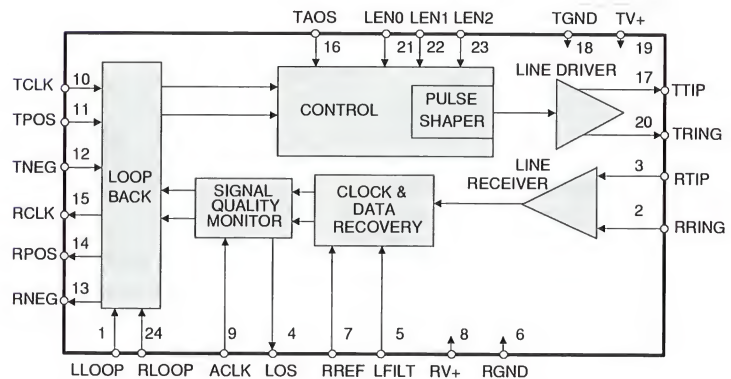 TAOS LEN0 LEN1 LEN2 TGND TV+
16 21 22 23 18 19
LINE DRIVER
TCLK 10
TPOS 11
TNEG 12
RCLK 15
RPOS 14
RNEG 13
LOOP
BACK
CONTROL
PULSE
SHAPER
17 TTIP
20 TRING
LINE
RECEIVER
3 RTIP
2 RRING
SIGNAL
QUALITY
MONITOR
CLOCK &
DATA
RECOVERY
1 24 9 4 7 5 8 6
LLOOP RLOOP ACLK LOS RREF LFILT RV+ RGND